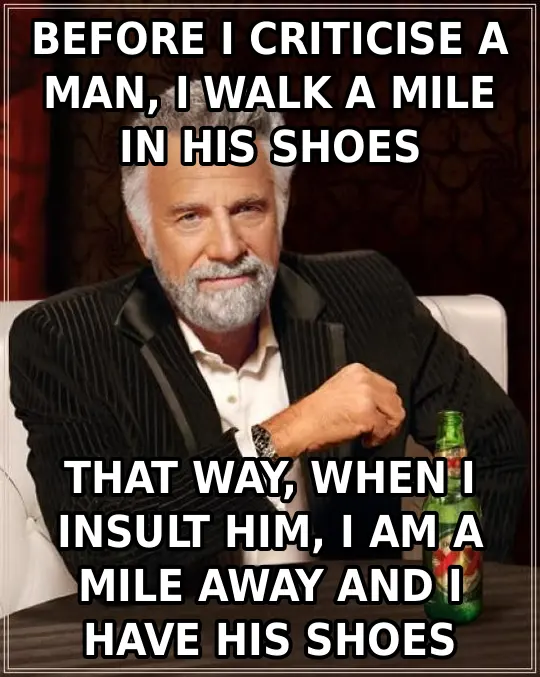 BEFORE I CRITICISE A
MAN, I WALK A MILE
IN HIS SHOES
THAT WAY, WHEN I
INSULT HIM, I AM A
MILE AWAY AND I
HAVE HIS SHOES